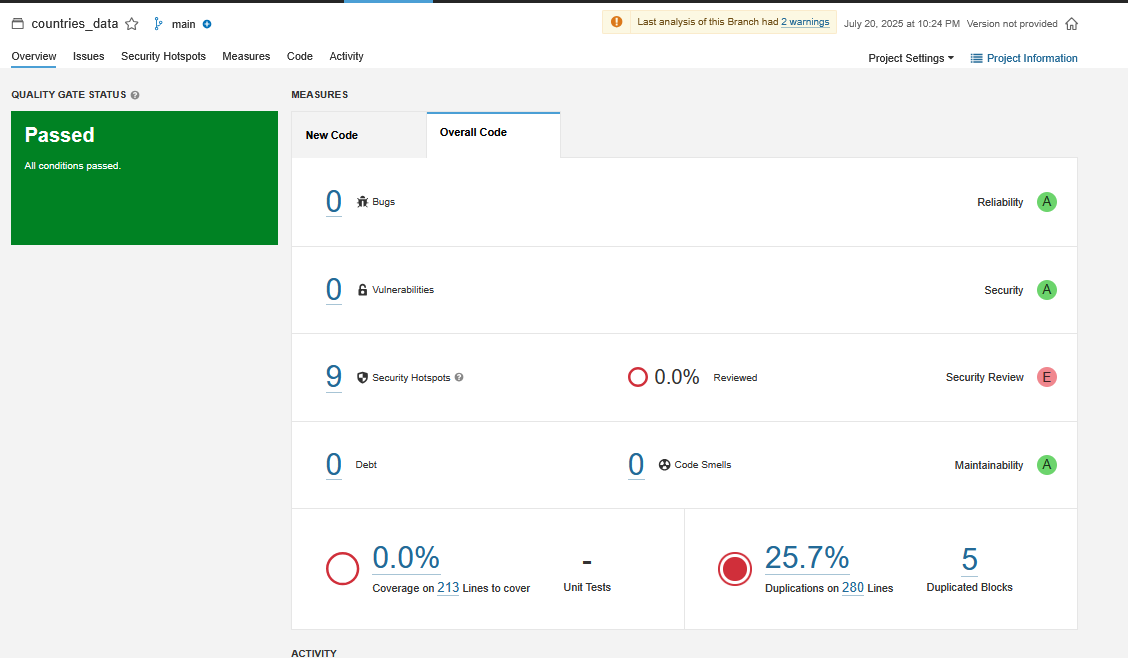 countries_data main Last analysis of this Branch had 2 warnings July 20, 2025 at 10:24 PM Version not provided
Overview Issues Security Hotspots Measures Code Activity Project Settings Project Information
QUALITY GATE STATUS
Passed
All conditions passed.
MEASURES
New Code Overall Code
0 Bugs Reliability A
0 Vulnerabilities Security A
9 Security Hotspots 0.0% Reviewed Security Review E
0 Debt 0 Code Smells Maintainability A
0.0% - 25.7% 5
Coverage on 213 Lines to cover Unit Tests Duplications on 280 Lines Duplicated Blocks
ACTIVITY